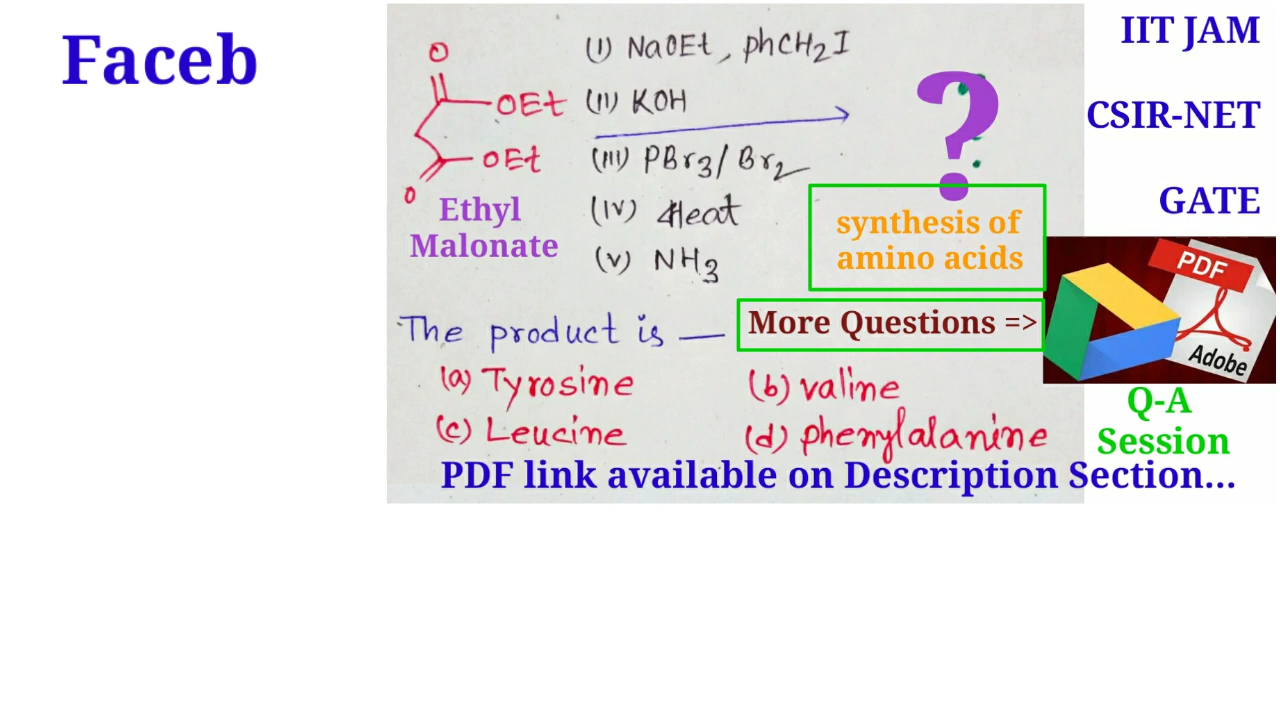 Faceb
O
OEt
OEt
O
Ethyl
Malonate
(I) NaOEt, phCH2I
(II) KOH
(III) PBr3/Br2
(IV) Heat
(V) NH3
?
synthesis of
amino acids
IIT JAM
CSIR-NET
GATE
PDF
Adobe
The product is —
More Questions =>
(a) Tyrosine
(b) valine
(c) Leucine
(d) phenylalanine
Q-A
Session
PDF link available on Description Section...